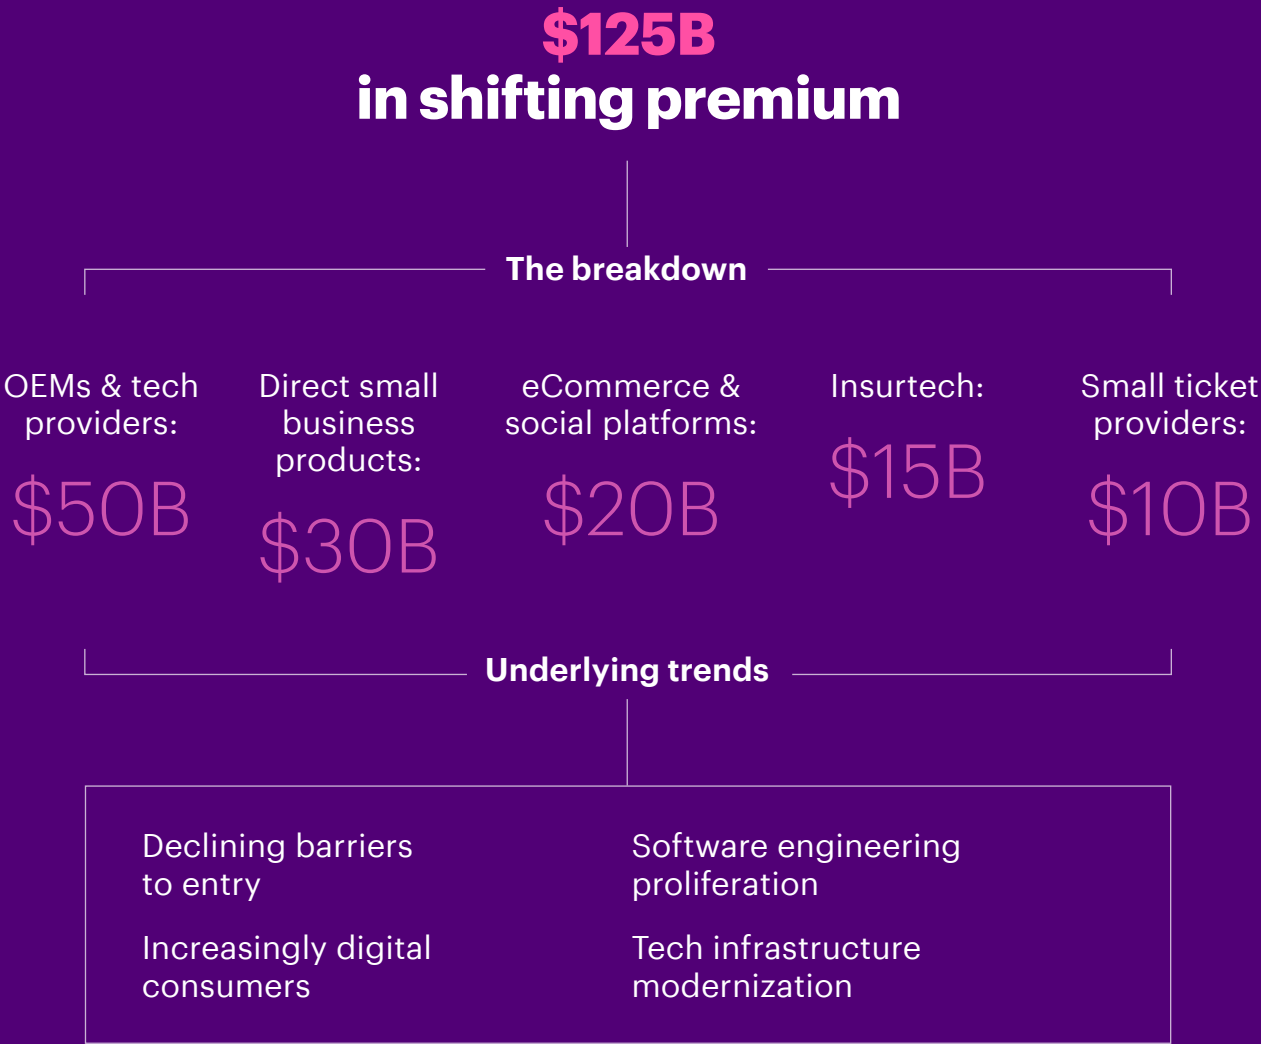 $125B
in shifting premium
The breakdown
OEMs & tech
providers:
$50B
Direct small
business
products:
$30B
eCommerce &
social platforms:
$20B
Insurtech:
$15B
Small ticket
providers:
$10B
Underlying trends
Declining barriers
to entry
Increasingly digital
consumers
Software engineering
proliferation
Tech infrastructure
modernization